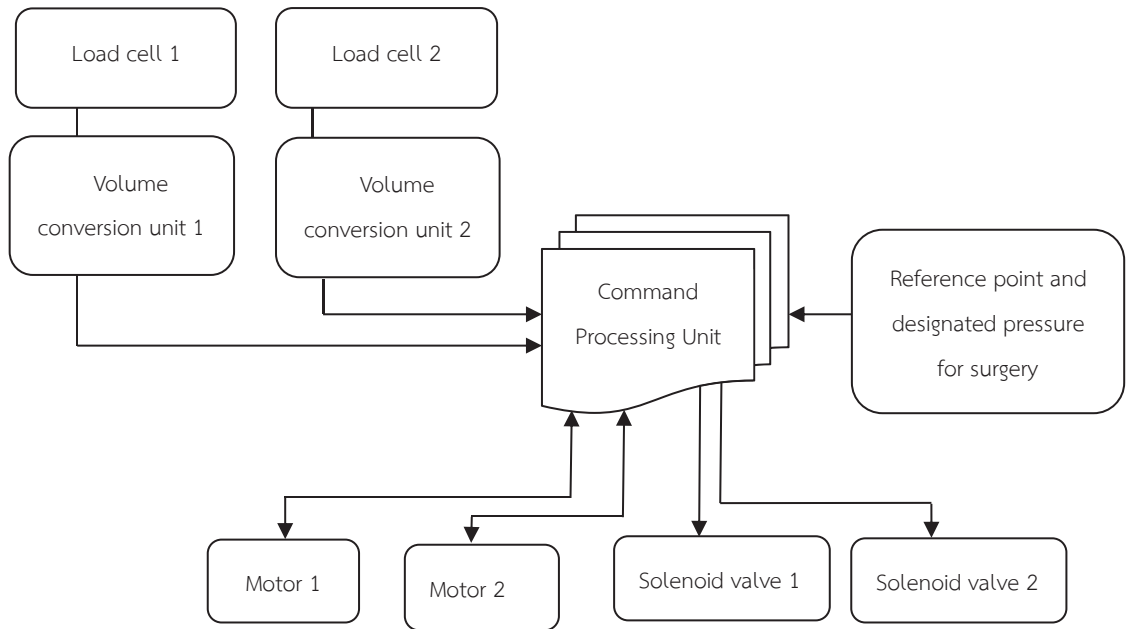 Load cell 1
Load cell 2
Volume
conversion unit 1
Volume
conversion unit 2
Command
Processing Unit
Reference point and
designated pressure
for surgery
Motor 1
Motor 2
Solenoid valve 1
Solenoid valve 2